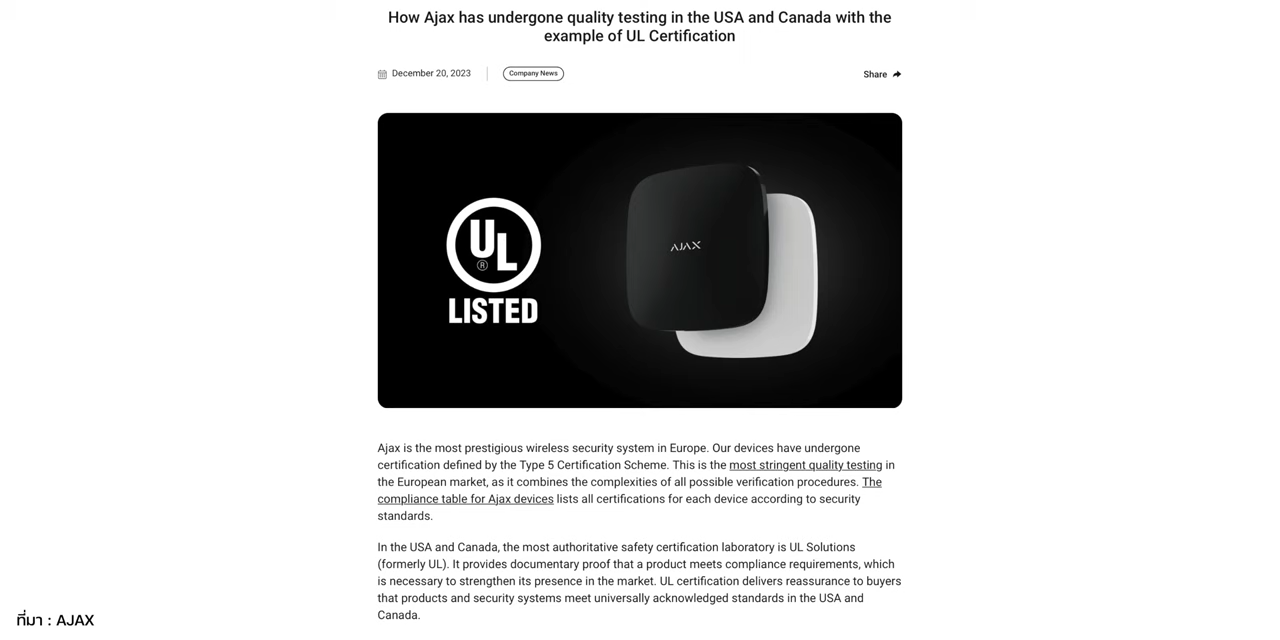 How Ajax has undergone quality testing in the USA and Canada with the
example of UL Certification
December 20, 2023
Company News
Share
UL
®
LISTED
AJAX
Ajax is the most prestigious wireless security system in Europe. Our devices have undergone
certification defined by the Type 5 Certification Scheme. This is the most stringent quality testing in
the European market, as it combines the complexities of all possible verification procedures. The
compliance table for Ajax devices lists all certifications for each device according to security
standards.
In the USA and Canada, the most authoritative safety certification laboratory is UL Solutions
(formerly UL). It provides documentary proof that a product meets compliance requirements, which
is necessary to strengthen its presence in the market. UL certification delivers reassurance to buyers
that products and security systems meet universally acknowledged standards in the USA and
Canada.
ที่มา : AJAX